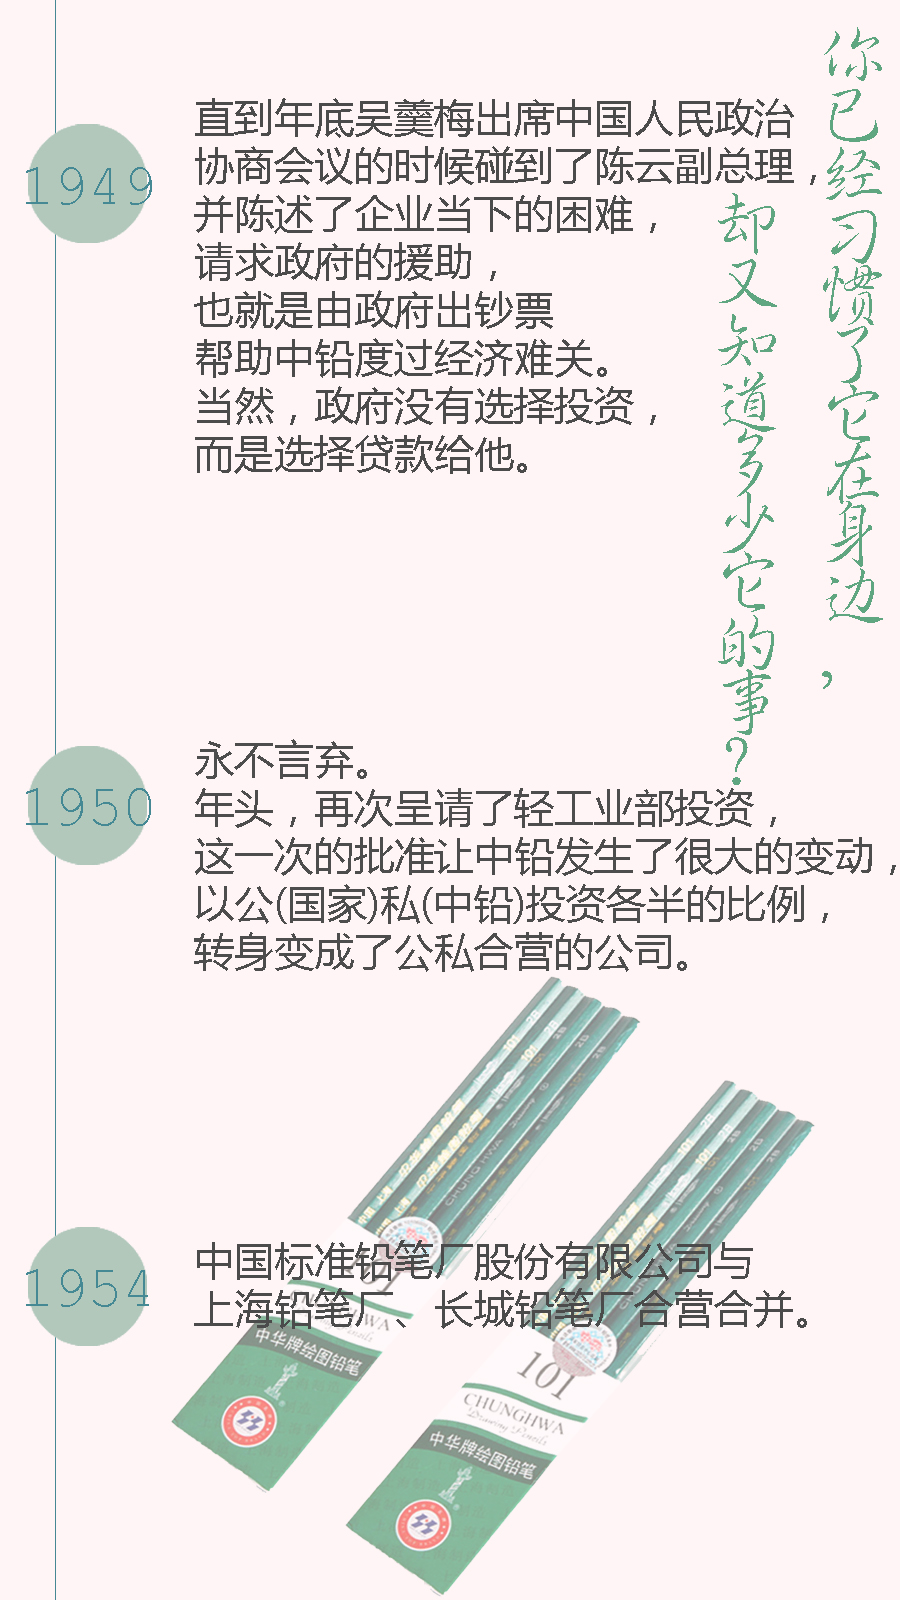 你已经习惯了它在身边，
却又知道多少它的事？
1949
直到年底吴羹梅出席中国人民政治
协商会议的时候碰到了陈云副总理，
并陈述了企业当下的困难，
请求政府的援助，
也就是由政府出钞票
帮助中铅度过经济难关。
当然，政府没有选择投资，
而是选择贷款给他。
1950
永不言弃。
年头，再次呈请了轻工业部投资，
这一次的批准让中铅发生了很大的变动，
以公(国家)私(中铅)投资各半的比例，
转身变成了公私合营的公司。
1954
中国标准铅笔厂股份有限公司与
上海铅笔厂、长城铅笔厂合营合并。
101 2B
101 2B
101 2B
CHUNG HWA
101
CHUNGHWA
中华牌绘图铅笔
101
CHUNGHWA
Drawing Pencils
中华牌绘图铅笔